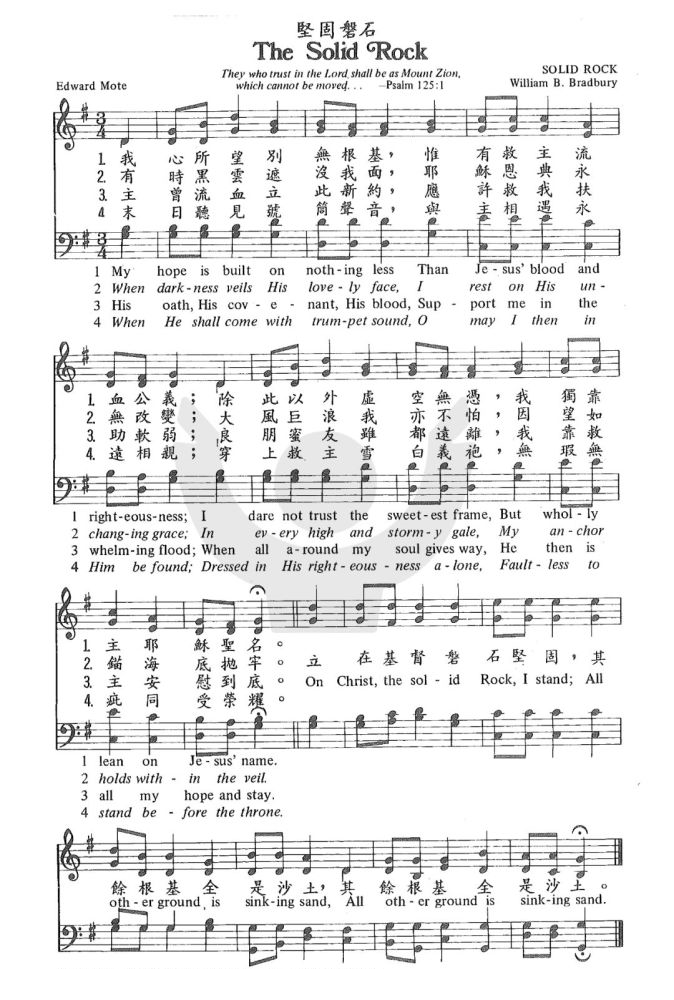 堅固磐石
The Solid Rock
They who trust in the Lord shall be as Mount Zion,
which cannot be moved. . . –Psalm 125:1
Edward Mote
SOLID ROCK
William B. Bradbury
1. 我 心所望別 無根基，惟 有救主流
2. 有 時黑雲遮 沒我面，耶 穌恩典永
3. 主 曾流血立 此新約，應 許救我扶
4. 末 日聽見號 筒聲音，與 主相遇永
1 My hope is built on noth-ing less Than Je-sus' blood and
2 When dark-ness veils His love-ly face, I rest on His un-
3 His oath, His cov-e-nant, His blood, Sup-port me in the
4 When He shall come with trum-pet sound, O may I then in
1. 血公義；除 此以外虛 空無憑，我 獨靠
2. 無改變；大 風巨浪我 亦不怕，因 望如
3. 助軟弱；良 朋蜜友雖 都遠離，我 靠救
4. 遠相親；穿 上救主雪 白義袍，無 瑕無
1 right-eous-ness; I dare not trust the sweet-est frame, But whol-ly
2 chang-ing grace; In ev-ery high and storm-y gale, My an-chor
3 whelm-ing flood; When all a-round my soul gives way, He then is
4 Him be found; Dressed in His right-eous-ness a-lone, Fault-less to
1. 主耶穌聖名。
2. 錨海底拋牢。立在基督磐石堅固，其
3. 主安慰到底。On Christ, the sol-id Rock, I stand; All
4. 疵同受榮耀。
1 lean on Je-sus' name.
2 holds with-in the veil.
3 all my hope and stay.
4 stand be-fore the throne.
餘根基全是沙土，其餘根基全是沙土。
oth-er ground is sink-ing sand, All oth-er ground is sink-ing sand.